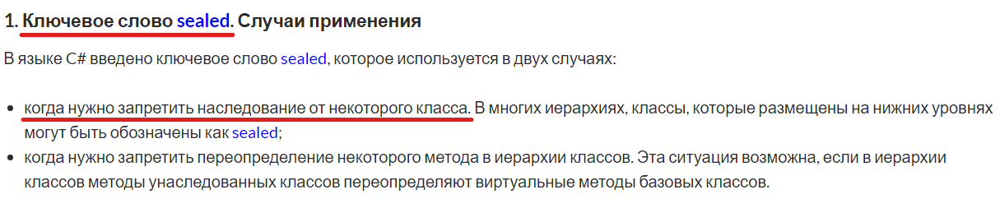 1. Ключевое слово sealed. Случаи применения
В языке C# введено ключевое слово sealed, которое используется в двух случаях:
• когда нужно запретить наследование от некоторого класса. В многих иерархиях, классы, которые размещены на нижних уровнях
могут быть обозначены как sealed;
• когда нужно запретить переопределение некоторого метода в иерархии классов. Эта ситуация возможна, если в иерархии
классов методы унаследованных классов переопределяют виртуальные методы базовых классов.